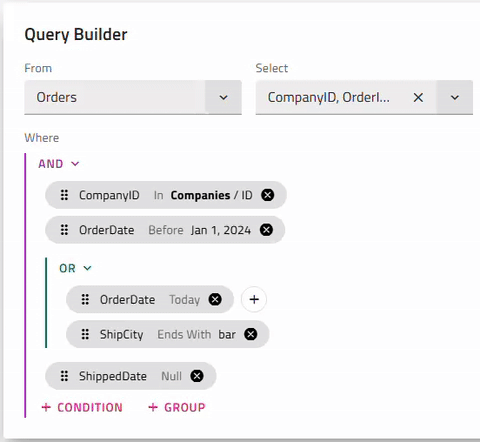 Query Builder
From
Select
Orders
CompanyID, OrderI...
Where
AND
CompanyID In Companies / ID
OrderDate Before Jan 1, 2024
OR
OrderDate Today
ShipCity Ends With bar
ShippedDate Null
+ CONDITION + GROUP